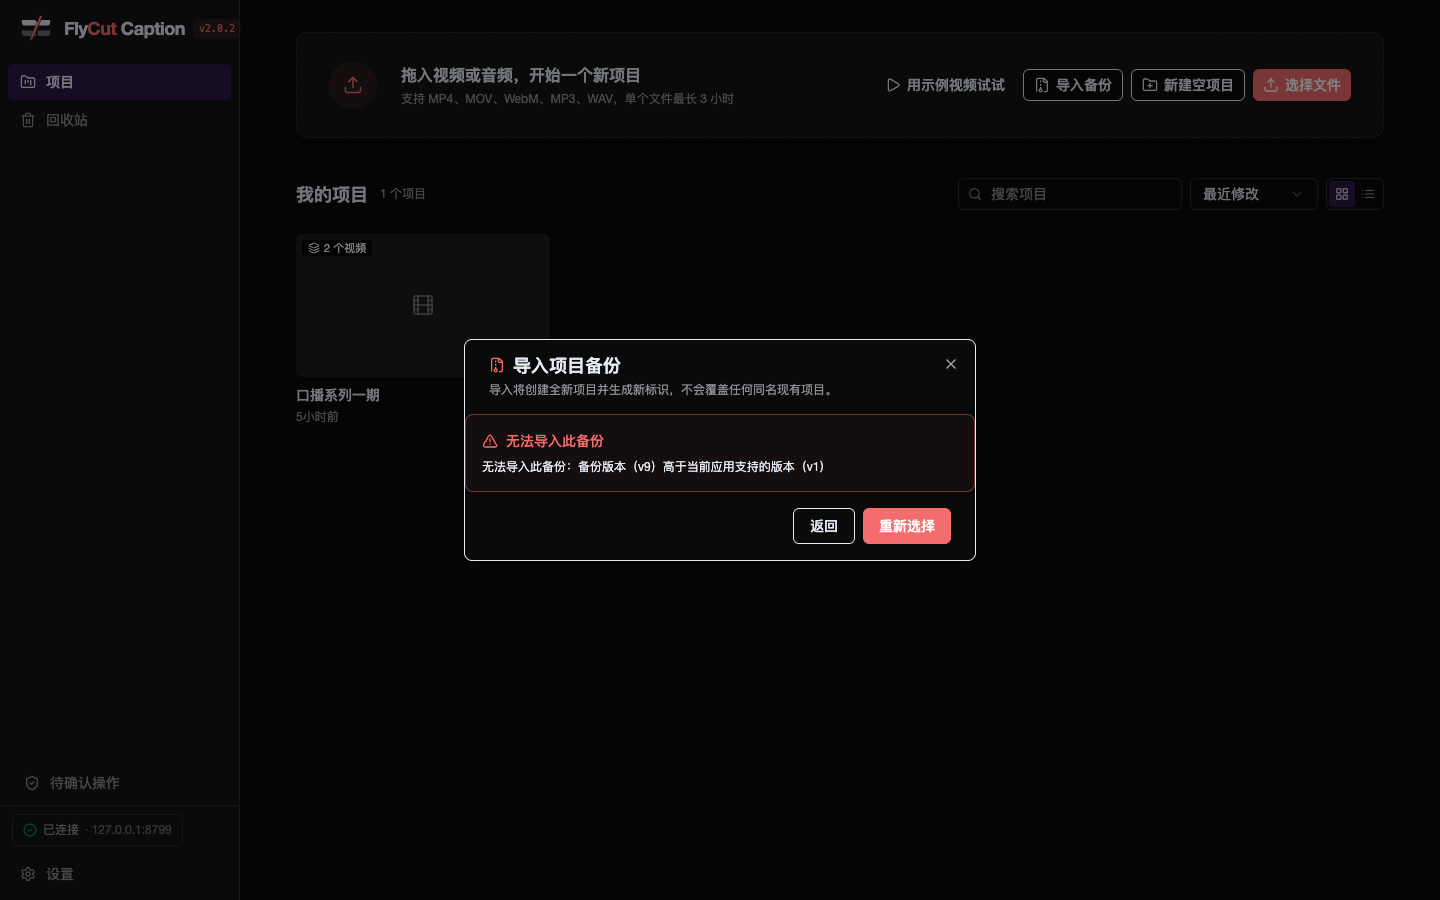 FlyCut Caption v2.0.2
项目
回收站
拖入视频或音频，开始一个新项目
支持 MP4、MOV、WebM、MP3、WAV，单个文件最长 3 小时
用示例视频试试
导入备份
新建空项目
选择文件
我的项目 1 个项目
搜索项目
最近修改
2 个视频
口播系列一期
5小时前
导入项目备份
导入将创建全新项目并生成新标识，不会覆盖任何同名现有项目。
无法导入此备份
无法导入此备份：备份版本（v9）高于当前应用支持的版本（v1）
返回
重新选择
待确认操作
已连接 · 127.0.0.1:8799
设置